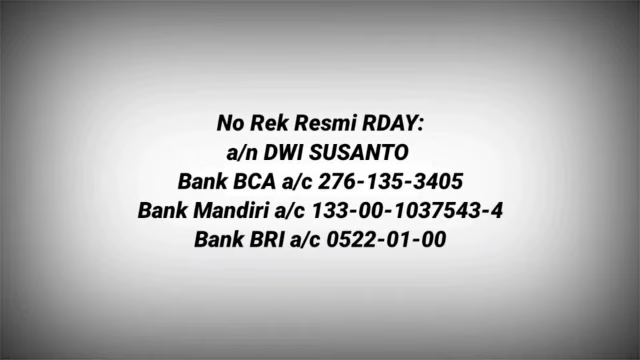 No Rek Resmi RDAY:
a/n DWI SUSANTO
Bank BCA a/c 276-135-3405
Bank Mandiri a/c 133-00-1037543-4
Bank BRI a/c 0522-01-00